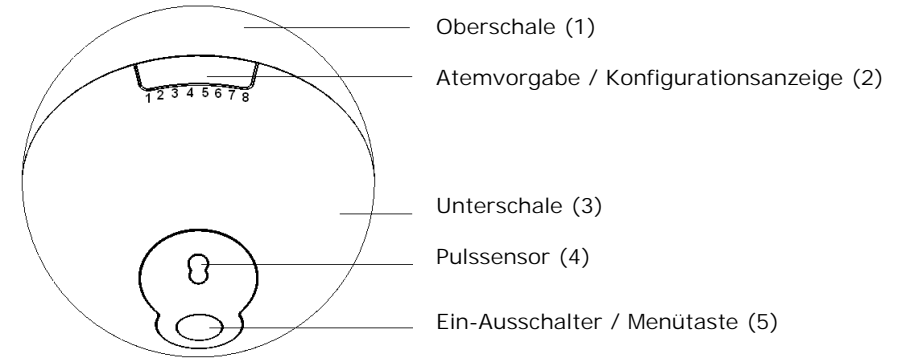 Oberschale (1)
Atemvorgabe / Konfigurationsanzeige (2)
1 2 3 4 5 6 7 8
Unterschale (3)
Pulssensor (4)
Ein-Ausschalter / Menütaste (5)